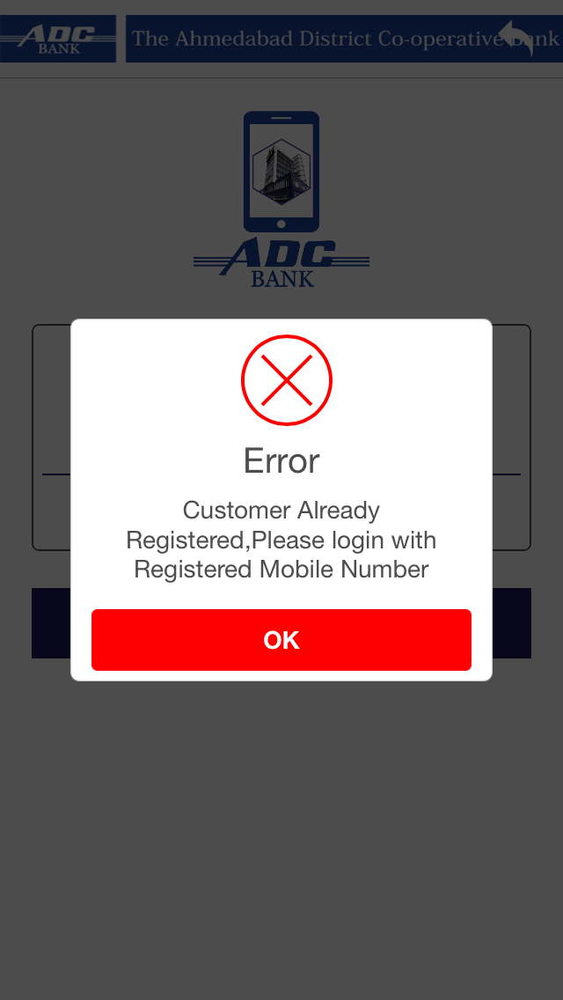 ADC
BANK
The Ahmedabad District Co-operative Bank
ADC
BANK
Error
Customer Already
Registered,Please login with
Registered Mobile Number
OK